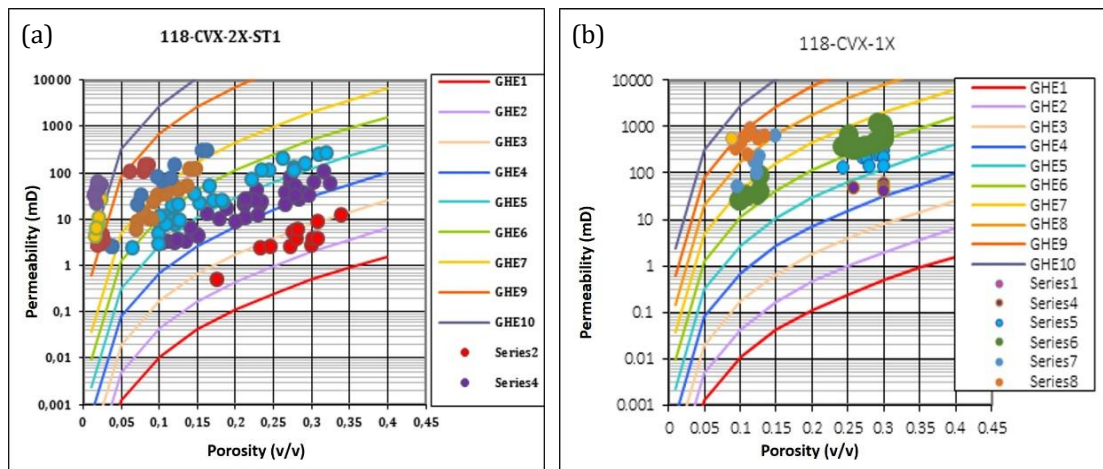 (a)
118-CVX-2X-ST1
Permeability (mD)
10000
1000
100
10
1
0,1
0,01
0,001
0 0,05 0,1 0,15 0,2 0,25 0,3 0,35 0,4 0,45
Porosity (v/v)
GHE1
GHE2
GHE3
GHE4
GHE5
GHE6
GHE7
GHE9
GHE10
Series2
Series4
(b)
118-CVX-1X
Permeability (mD)
10000
1000
100
10
1
0.1
0.01
0.001
0 0.05 0.1 0.15 0.2 0.25 0.3 0.35 0.4 0.45
Porosity (v/v)
GHE1
GHE2
GHE3
GHE4
GHE5
GHE6
GHE7
GHE8
GHE9
GHE10
Series1
Series4
Series5
Series6
Series7
Series8